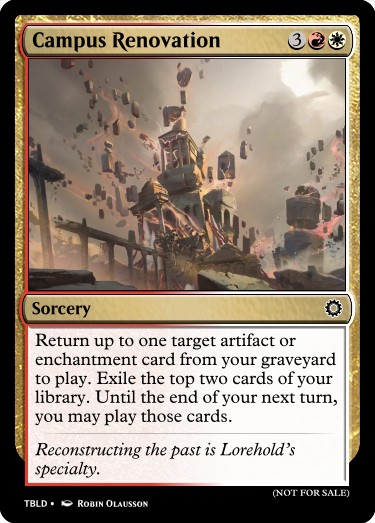 Campus Renovation 3
Sorcery
Return up to one target artifact or
enchantment card from your graveyard
to play. Exile the top two cards of your
library. Until the end of your next turn,
you may play those cards.
Reconstructing the past is Lorehold's
specialty.
(NOT FOR SALE)
TBLD • Robin Olausson